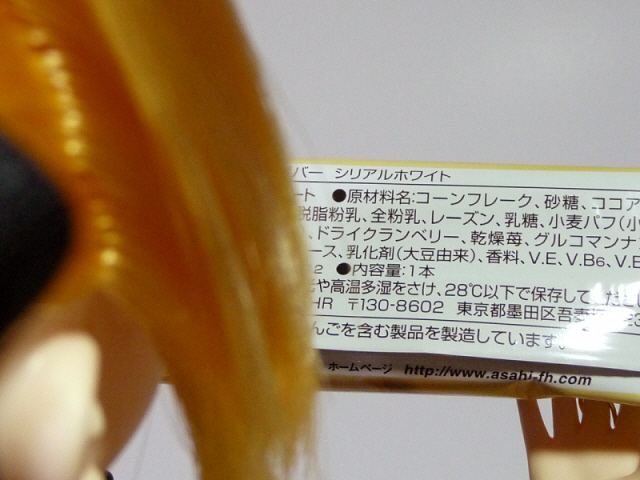 バー シリアルホワイト
ート ●原材料名:コーンフレーク、砂糖、ココア
脱脂粉乳、全粉乳、レーズン、乳糖、小麦パフ(小
、ドライクランベリー、乾燥苺、グルコマンナ
ース、乳化剤(大豆由来)、香料、V.E、V.B6、V.B
2 ●内容量:1本
や高温多湿をさけ、28℃以下で保存して
HR 〒130-8602 東京都墨田区吾妻
んごを含む製品を製造しています。
ホームページ http://www.asahi-fh.com